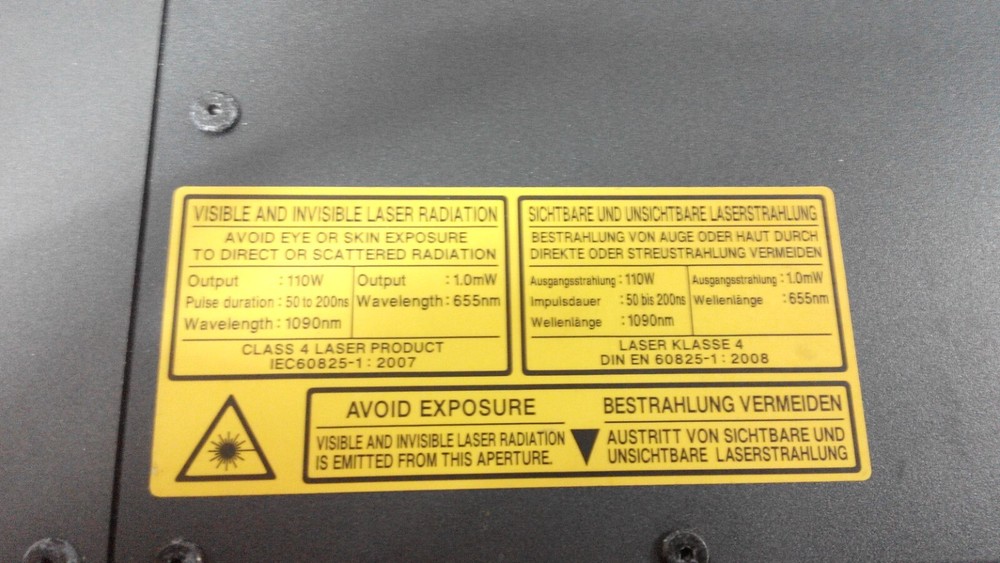 VISIBLE AND INVISIBLE LASER RADIATION
AVOID EYE OR SKIN EXPOSURE
TO DIRECT OR SCATTERED RADIATION
Output : 110W
Pulse duration : 50 to 200ns
Wavelength : 1090nm
Output : 1.0mW
Wavelength : 655nm
CLASS 4 LASER PRODUCT
IEC60825-1 : 2007
SICHTBARE UND UNSICHTBARE LASERSTRAHLUNG
BESTRAHLUNG VON AUGE ODER HAUT DURCH
DIREKTE ODER STREUSTRAHLUNG VERMEIDEN
Ausgangsstrahlung : 110W
Impulsdauer : 50 bis 200ns
Wellenlänge : 1090nm
Ausgangsstrahlung : 1.0mW
Wellenlänge : 655nm
LASER KLASSE 4
DIN EN 60825-1 : 2008
AVOID EXPOSURE
VISIBLE AND INVISIBLE LASER RADIATION
IS EMITTED FROM THIS APERTURE.
BESTRAHLUNG VERMEIDEN
AUSTRITT VON SICHTBARE UND
UNSICHTBARE LASERSTRAHLUNG